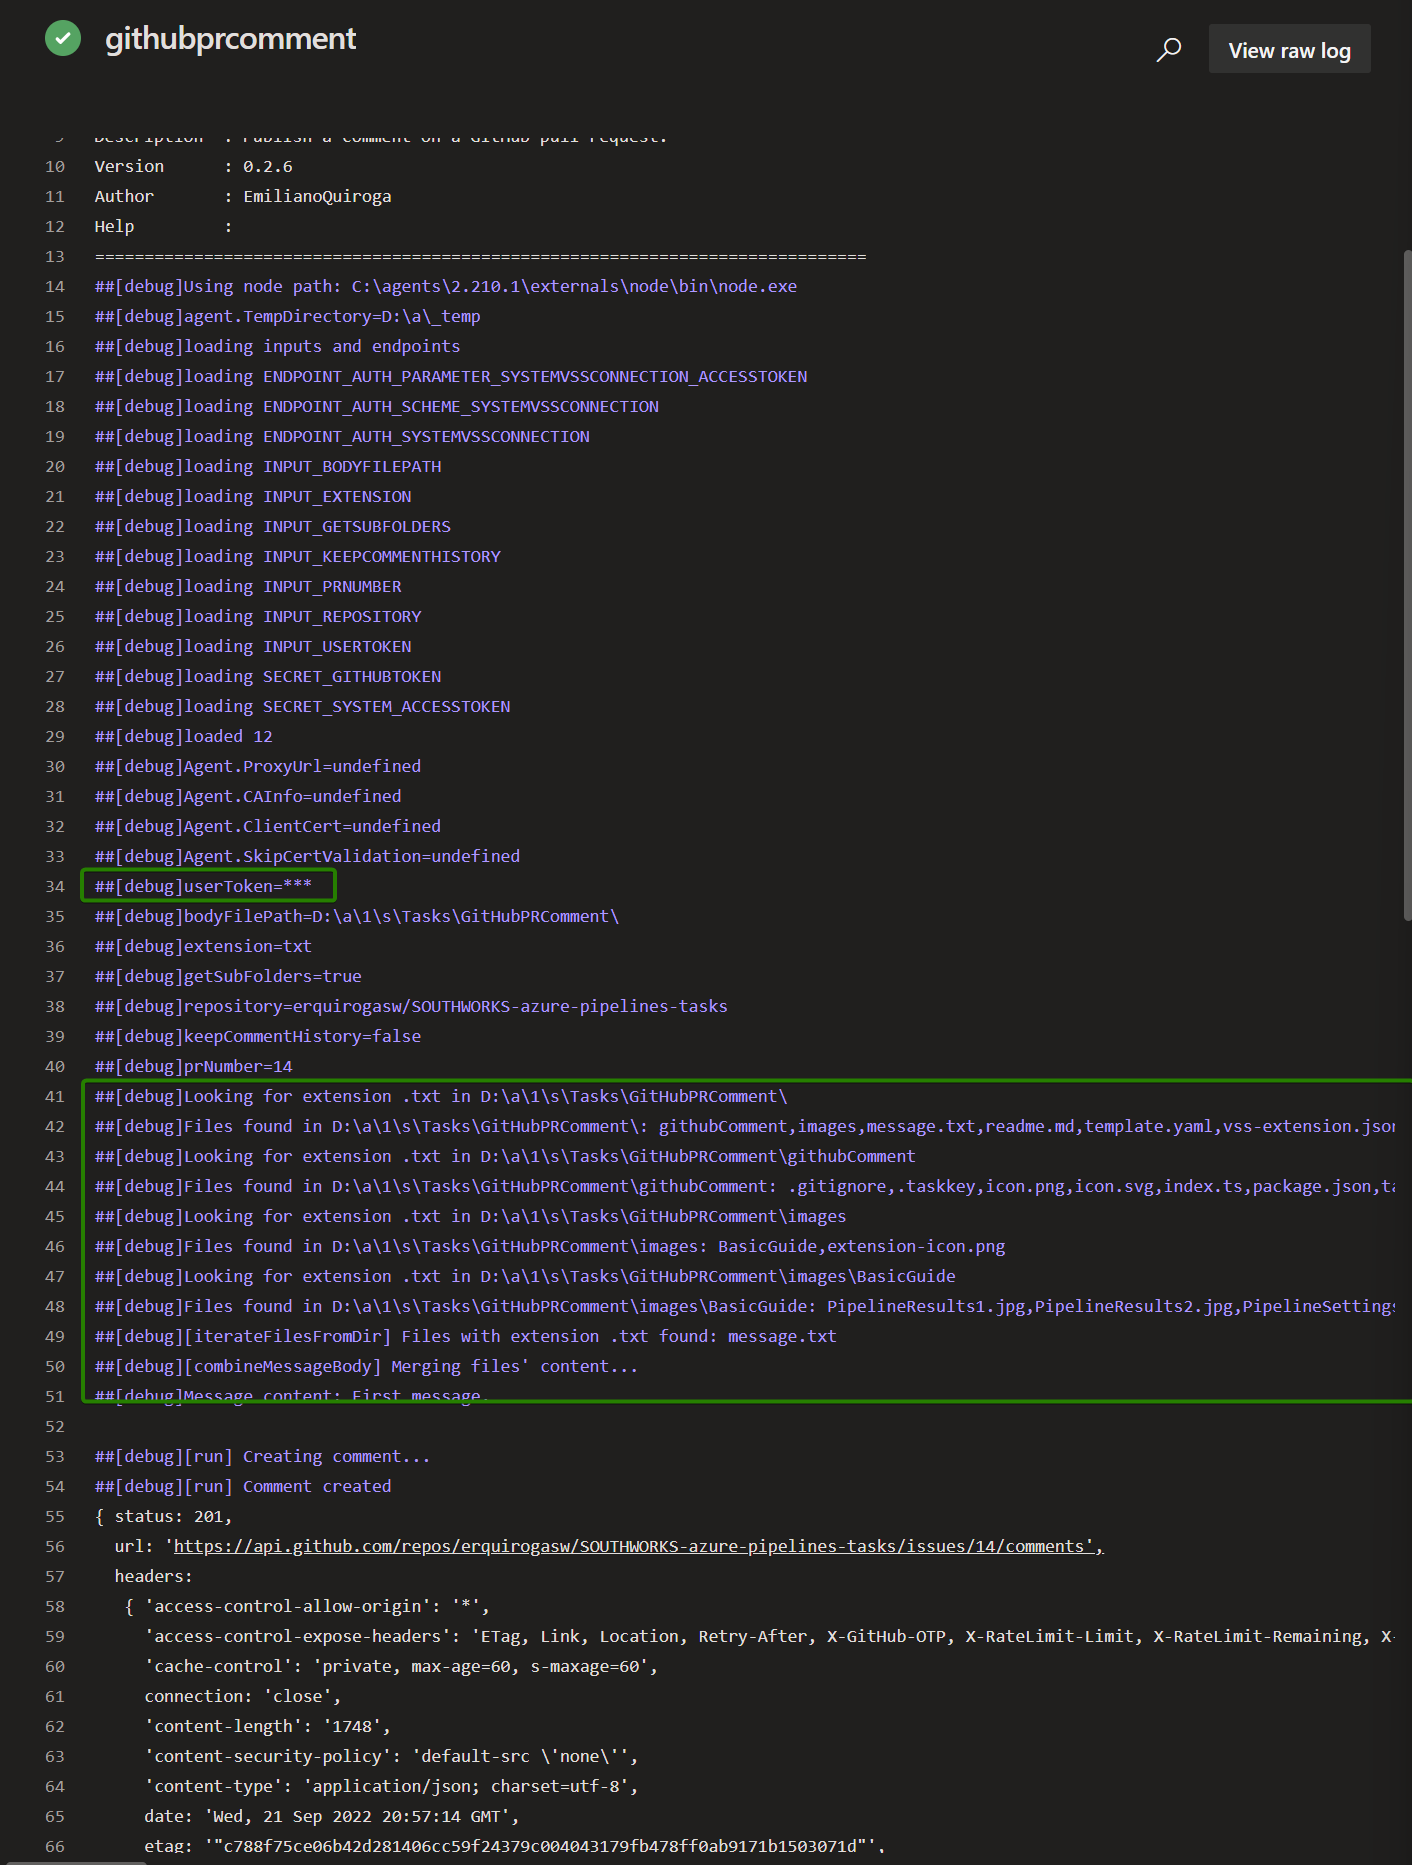 githubprcomment
View raw log
9 Description : Publish a comment on a GitHub pull request.
10 Version : 0.2.6
11 Author : EmilianoQuiroga
12 Help :
13 ==============================================================================
14 ##[debug]Using node path: C:\agents\2.210.1\externals\node\bin\node.exe
15 ##[debug]agent.TempDirectory=D:\a\_temp
16 ##[debug]loading inputs and endpoints
17 ##[debug]loading ENDPOINT_AUTH_PARAMETER_SYSTEMVSSCONNECTION_ACCESSTOKEN
18 ##[debug]loading ENDPOINT_AUTH_SCHEME_SYSTEMVSSCONNECTION
19 ##[debug]loading ENDPOINT_AUTH_SYSTEMVSSCONNECTION
20 ##[debug]loading INPUT_BODYFILEPATH
21 ##[debug]loading INPUT_EXTENSION
22 ##[debug]loading INPUT_GETSUBFOLDERS
23 ##[debug]loading INPUT_KEEPCOMMENTHISTORY
24 ##[debug]loading INPUT_PRNUMBER
25 ##[debug]loading INPUT_REPOSITORY
26 ##[debug]loading INPUT_USERTOKEN
27 ##[debug]loading SECRET_GITHUBTOKEN
28 ##[debug]loading SECRET_SYSTEM_ACCESSTOKEN
29 ##[debug]loaded 12
30 ##[debug]Agent.ProxyUrl=undefined
31 ##[debug]Agent.CAInfo=undefined
32 ##[debug]Agent.ClientCert=undefined
33 ##[debug]Agent.SkipCertValidation=undefined
34 ##[debug]userToken=***
35 ##[debug]bodyFilePath=D:\a\1\s\Tasks\GitHubPRComment\
36 ##[debug]extension=txt
37 ##[debug]getSubFolders=true
38 ##[debug]repository=erquirogasw/SOUTHWORKS-azure-pipelines-tasks
39 ##[debug]keepCommentHistory=false
40 ##[debug]prNumber=14
41 ##[debug]Looking for extension .txt in D:\a\1\s\Tasks\GitHubPRComment\
42 ##[debug]Files found in D:\a\1\s\Tasks\GitHubPRComment\: githubComment,images,message.txt,readme.md,template.yaml,vss-extension.json
43 ##[debug]Looking for extension .txt in D:\a\1\s\Tasks\GitHubPRComment\githubComment
44 ##[debug]Files found in D:\a\1\s\Tasks\GitHubPRComment\githubComment: .gitignore,.taskkey,icon.png,icon.svg,index.ts,package.json,ta
45 ##[debug]Looking for extension .txt in D:\a\1\s\Tasks\GitHubPRComment\images
46 ##[debug]Files found in D:\a\1\s\Tasks\GitHubPRComment\images: BasicGuide,extension-icon.png
47 ##[debug]Looking for extension .txt in D:\a\1\s\Tasks\GitHubPRComment\images\BasicGuide
48 ##[debug]Files found in D:\a\1\s\Tasks\GitHubPRComment\images\BasicGuide: PipelineResults1.jpg,PipelineResults2.jpg,PipelineSettings
49 ##[debug][iterateFilesFromDir] Files with extension .txt found: message.txt
50 ##[debug][combineMessageBody] Merging files' content...
51 ##[debug]Message content: First message.
52
53 ##[debug][run] Creating comment...
54 ##[debug][run] Comment created
55 { status: 201,
56 url: 'https://api.github.com/repos/erquirogasw/SOUTHWORKS-azure-pipelines-tasks/issues/14/comments',
57 headers:
58 { 'access-control-allow-origin': '*',
59 'access-control-expose-headers': 'ETag, Link, Location, Retry-After, X-GitHub-OTP, X-RateLimit-Limit, X-RateLimit-Remaining, X-
60 'cache-control': 'private, max-age=60, s-maxage=60',
61 connection: 'close',
62 'content-length': '1748',
63 'content-security-policy': 'default-src \'none\'',
64 'content-type': 'application/json; charset=utf-8',
65 date: 'Wed, 21 Sep 2022 20:57:14 GMT',
66 etag: '"c788f75ce06b42d281406cc59f24379c004043179fb478ff0ab9171b1503071d"',